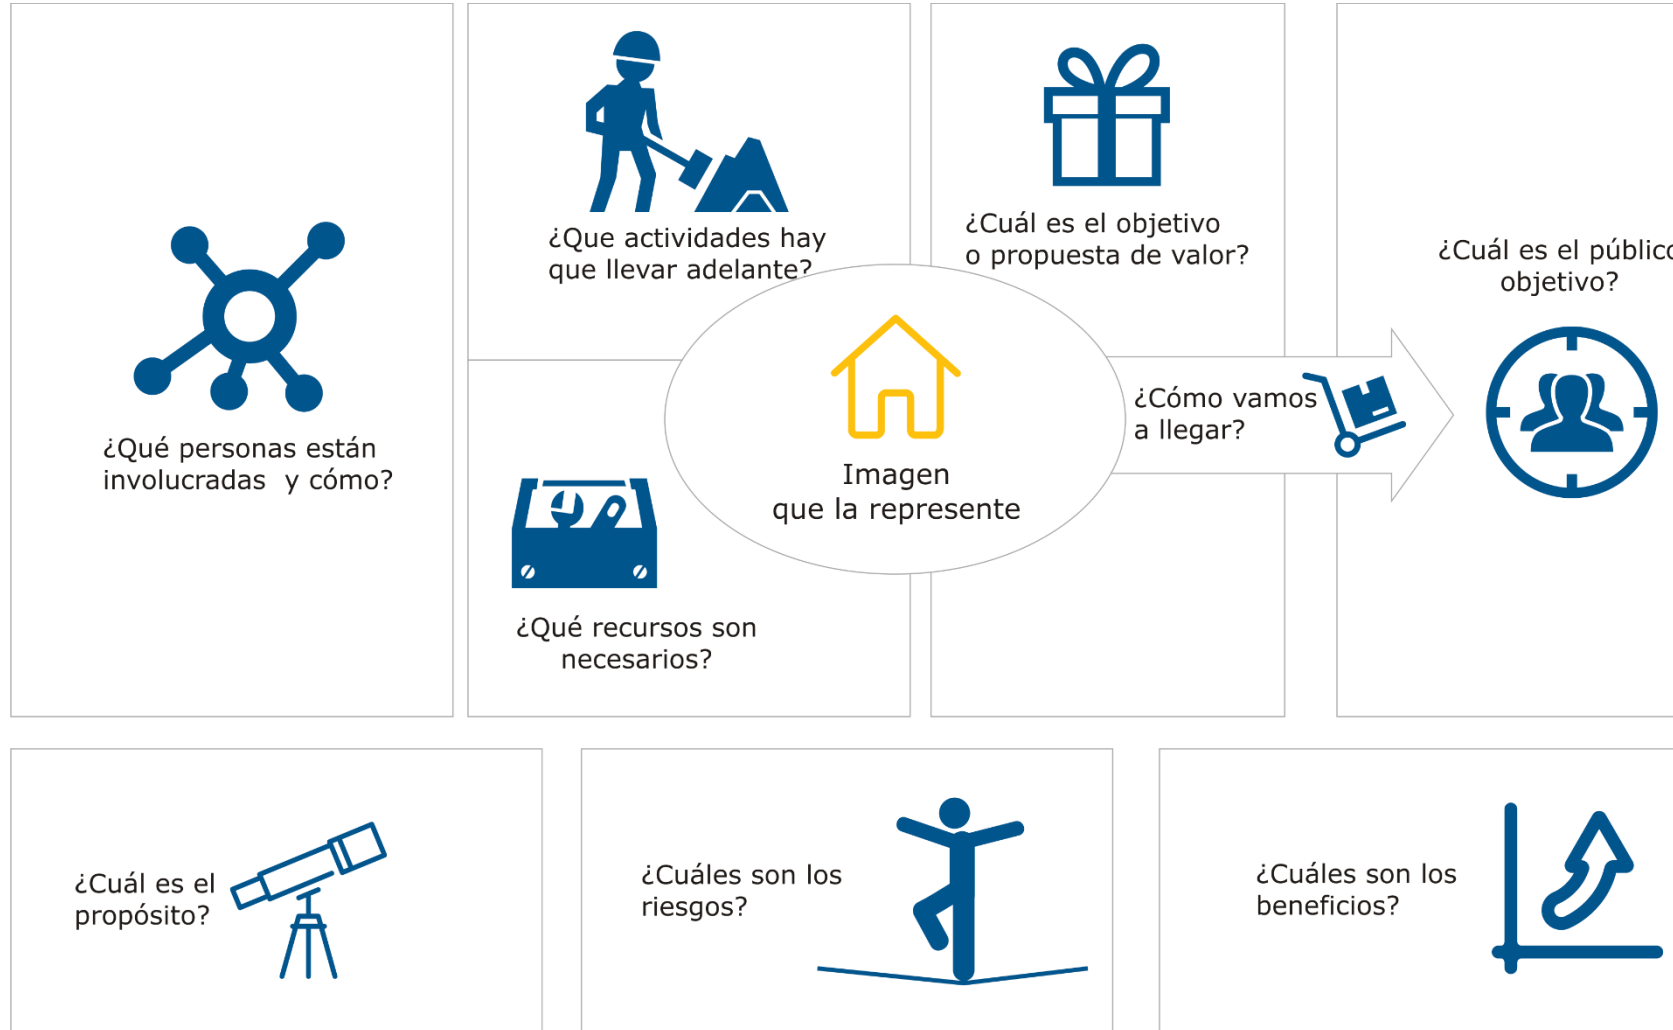 ¿Qué personas están
involucradas  y cómo?
¿Que actividades hay
que llevar adelante?
¿Qué recursos son
necesarios?
Imagen
que la represente
¿Cuál es el objetivo
o propuesta de valor?
¿Cómo vamos
a llegar?
¿Cuál es el público
objetivo?
¿Cuál es el
propósito?
¿Cuáles son los
riesgos?
¿Cuáles son los
beneficios?